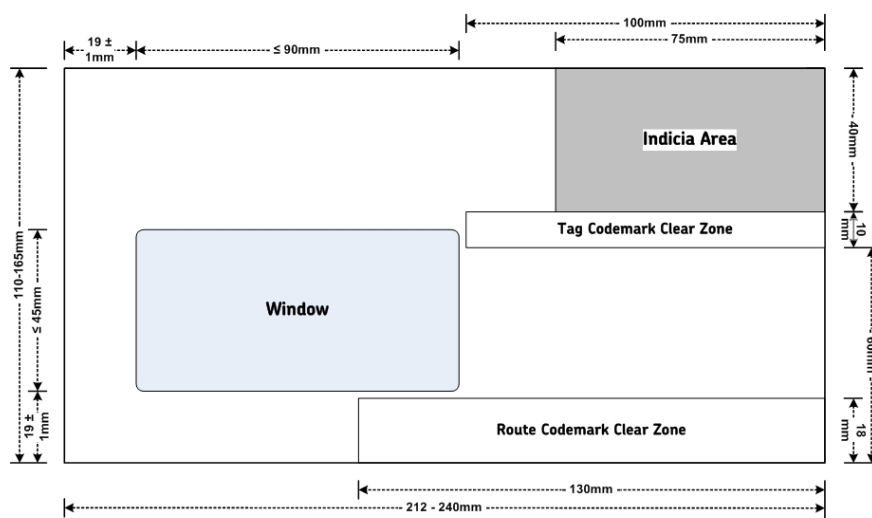 100mm
19 ±
1mm
≤ 90mm
75mm
Indicia Area
40mm
Tag Codemark Clear Zone
10
mm
110-165mm
≤ 45mm
Window
19 ±
1mm
Route Codemark Clear Zone
18
mm
130mm
212 - 240mm